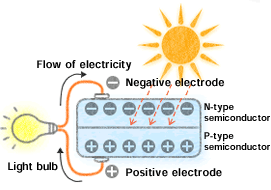 Flow of electricity
Negative electrode
N-type
semiconductor
P-type
semiconductor
Light bulb
Positive electrode